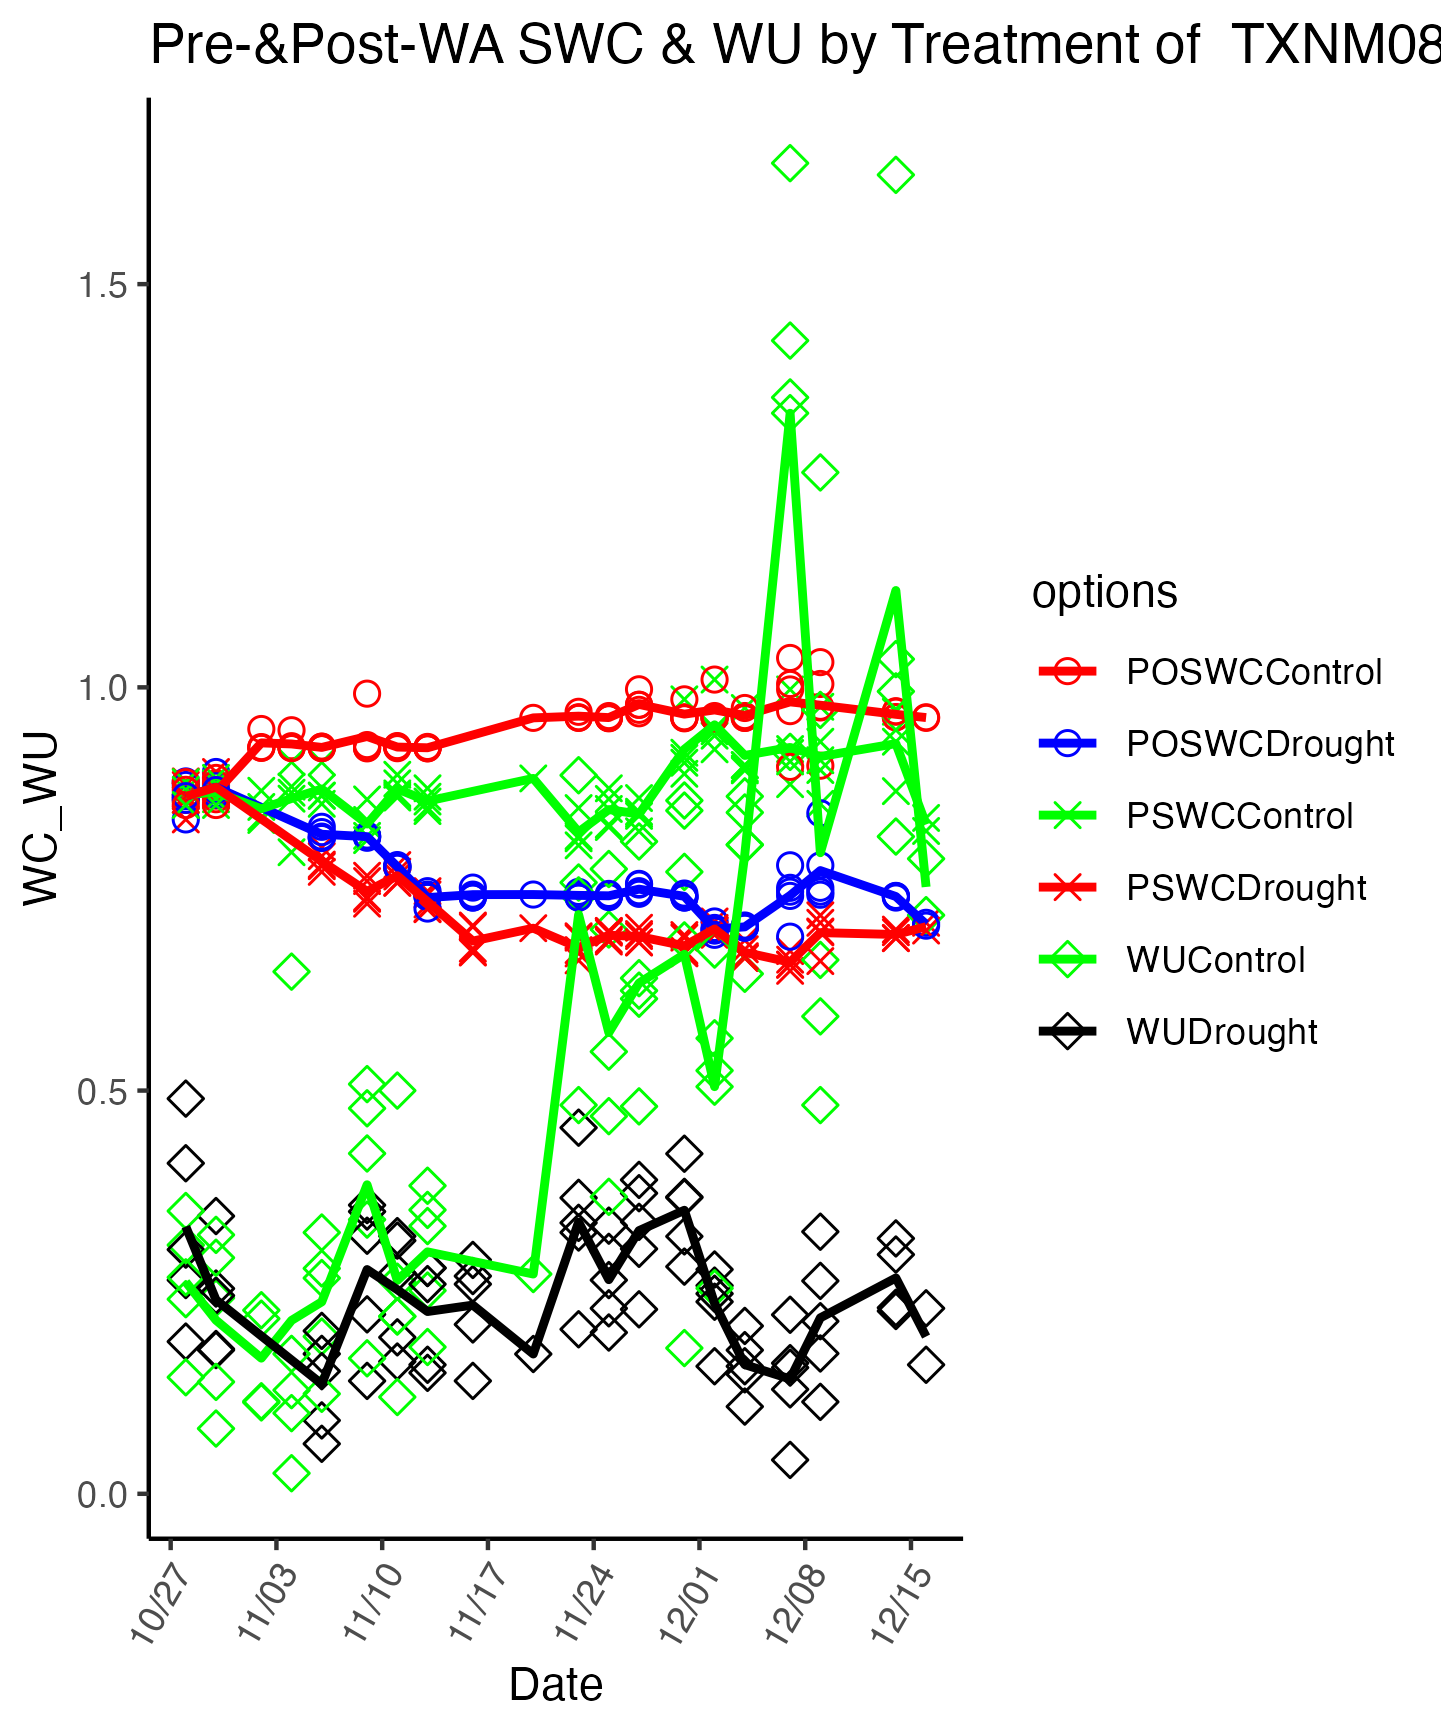 Pre-&Post-WA SWC & WU by Treatment of  TXNM08
WC_WU
1.5
1.0
0.5
0.0
10/27
11/03
11/10
11/17
11/24
12/01
12/08
12/15
Date
options
POSWCControl
POSWCDrought
PSWCControl
PSWCDrought
WUControl
WUDrought